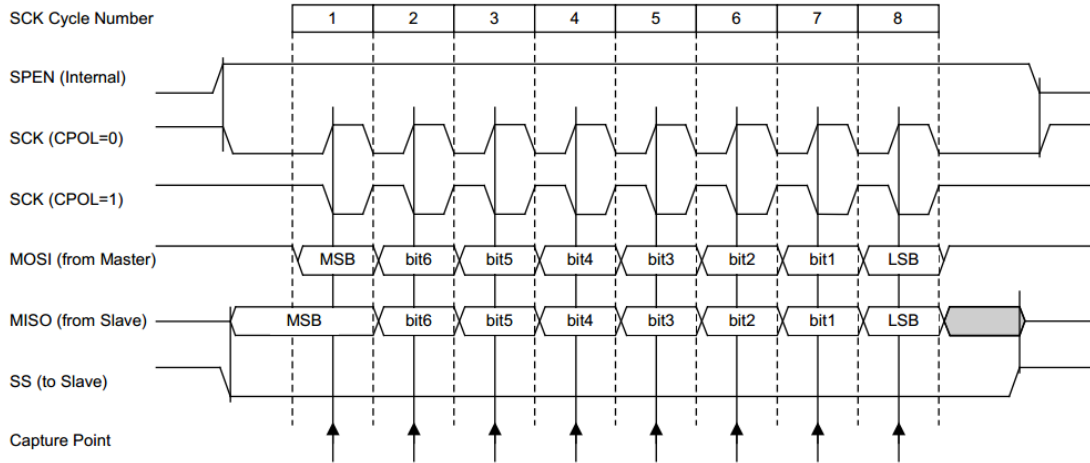 SCK Cycle Number 1 2 3 4 5 6 7 8
SPEN (Internal)
SCK (CPOL=0)
SCK (CPOL=1)
MOSI (from Master) MSB bit6 bit5 bit4 bit3 bit2 bit1 LSB
MISO (from Slave) MSB bit6 bit5 bit4 bit3 bit2 bit1 LSB
SS (to Slave)
Capture Point